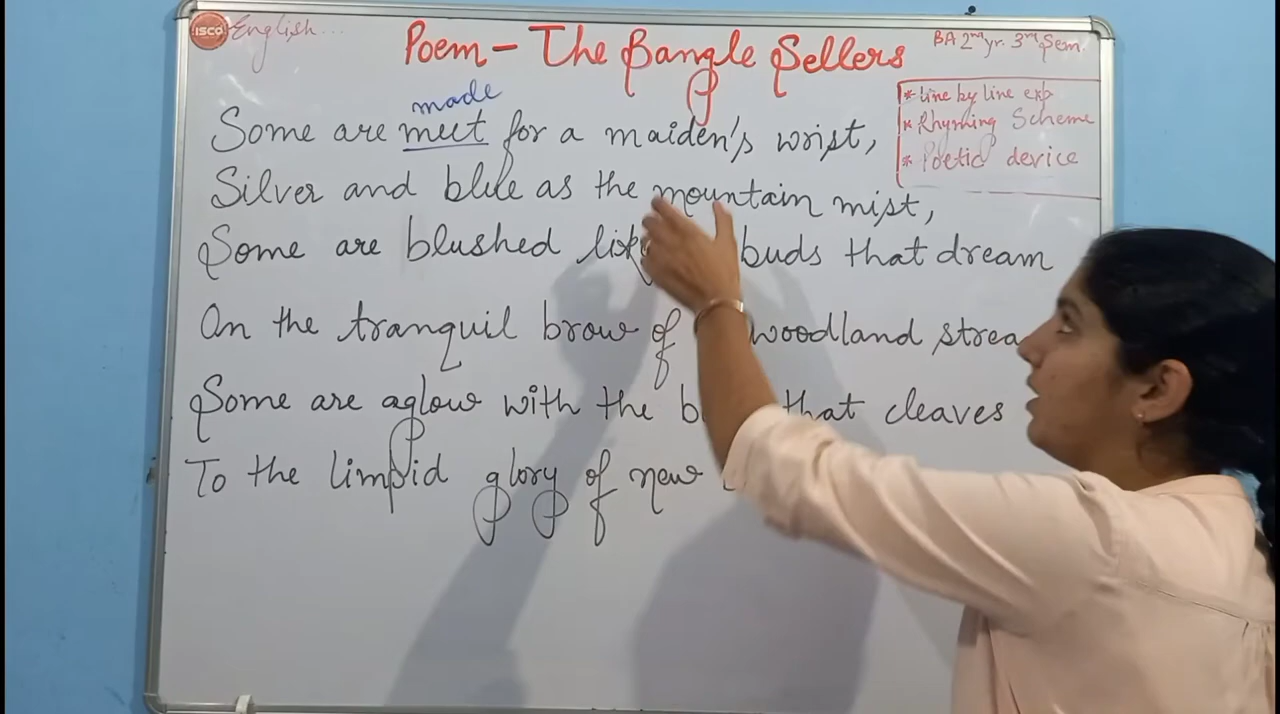 ISCO English...
Poem - The Bangle Sellers
BA 2nd yr. 3rd Sem.
* line by line exp
* Rhyming Scheme
* Poetic device
made
Some are meet for a maiden's wrist,
Silver and blue as the mountain mist,
Some are blushed like buds that dream
On the tranquil brow of woodland strea
Some are aglow with the b that cleaves
To the limpid glory of new